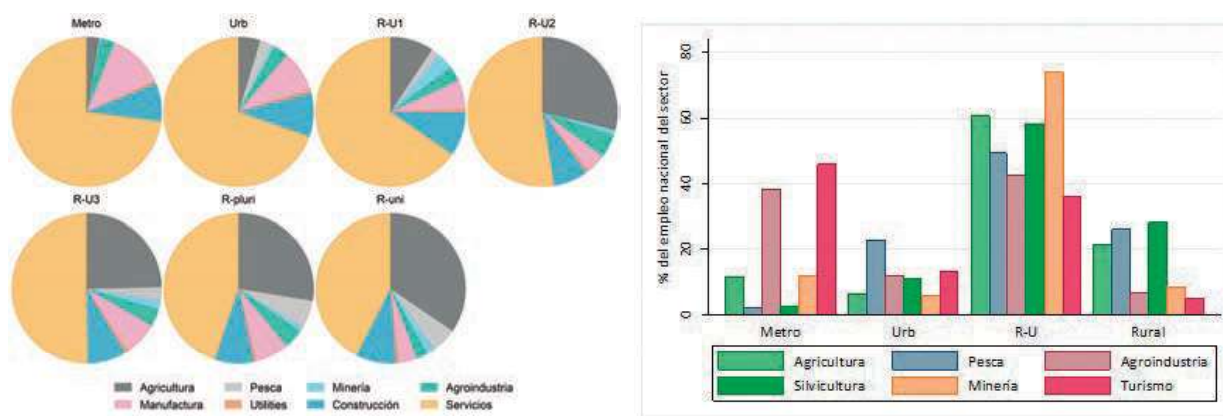 Metro
Urb
R-U1
R-U2
R-U3
R-pluri
R-uni
Agricultura
Pesca
Minería
Agroindustria
Manufactura
Utilities
Construcción
Servicios
% del empleo nacional del sector
80
60
40
20
0
Metro
Urb
R-U
Rural
Agricultura
Pesca
Agroindustria
Silvicultura
Minería
Turismo